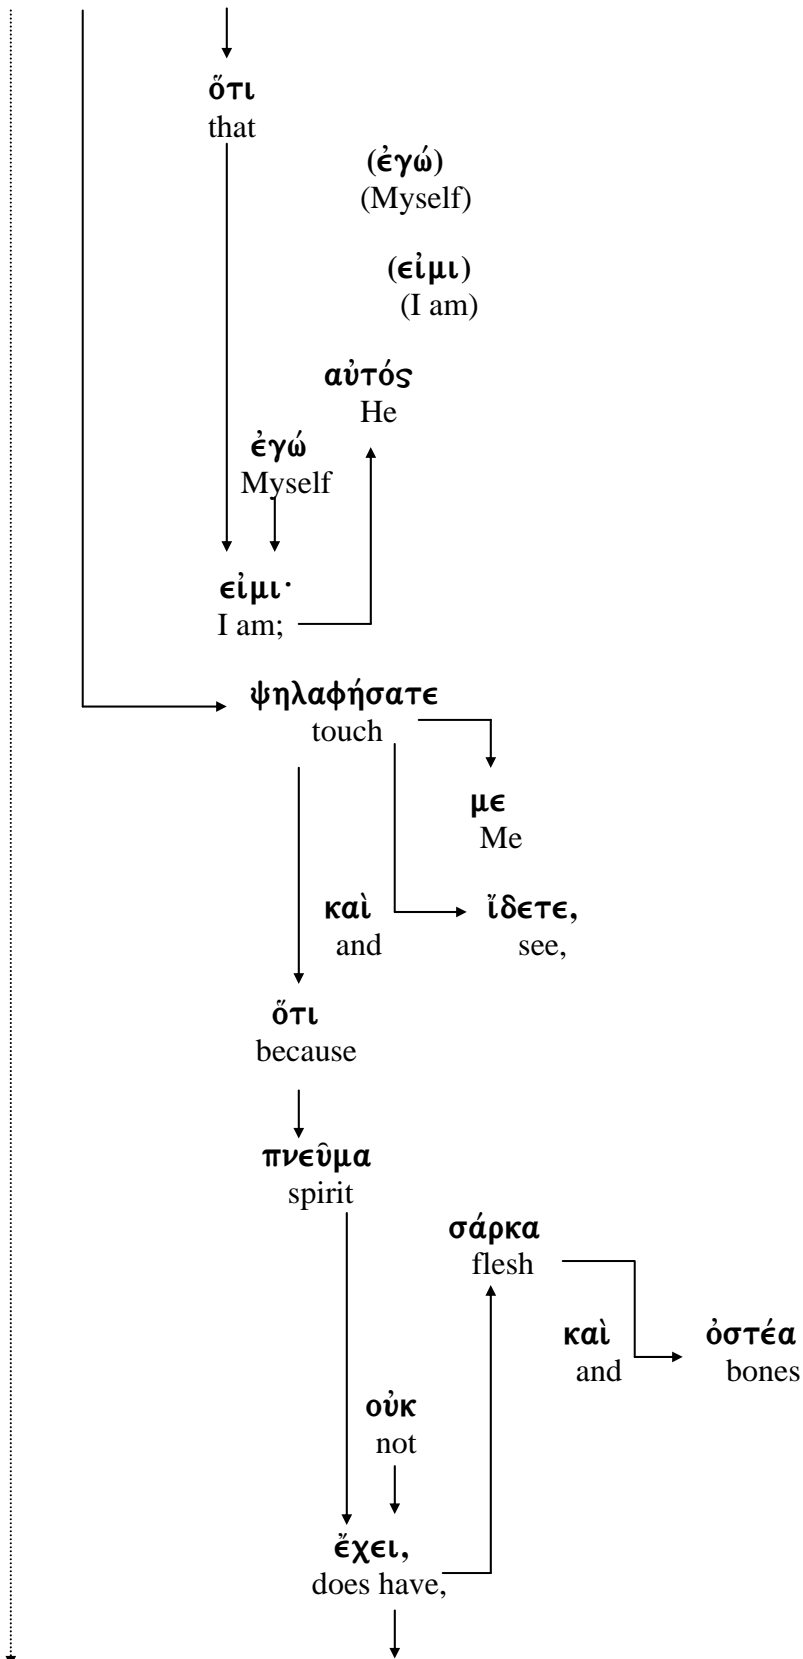 ὅτι
that
(ἐγώ)
(Myself)
(εἰμι)
(I am)
αὐτός
He
ἐγώ
Myself
εἰμι·
I am;
ψηλαφήσατε
touch
με
Me
καὶ ἴδετε,
and see,
ὅτι
because
πνεῦμα
spirit
σάρκα
flesh
καὶ ὀστέα
and bones
οὐκ
not
ἔχει,
does have,